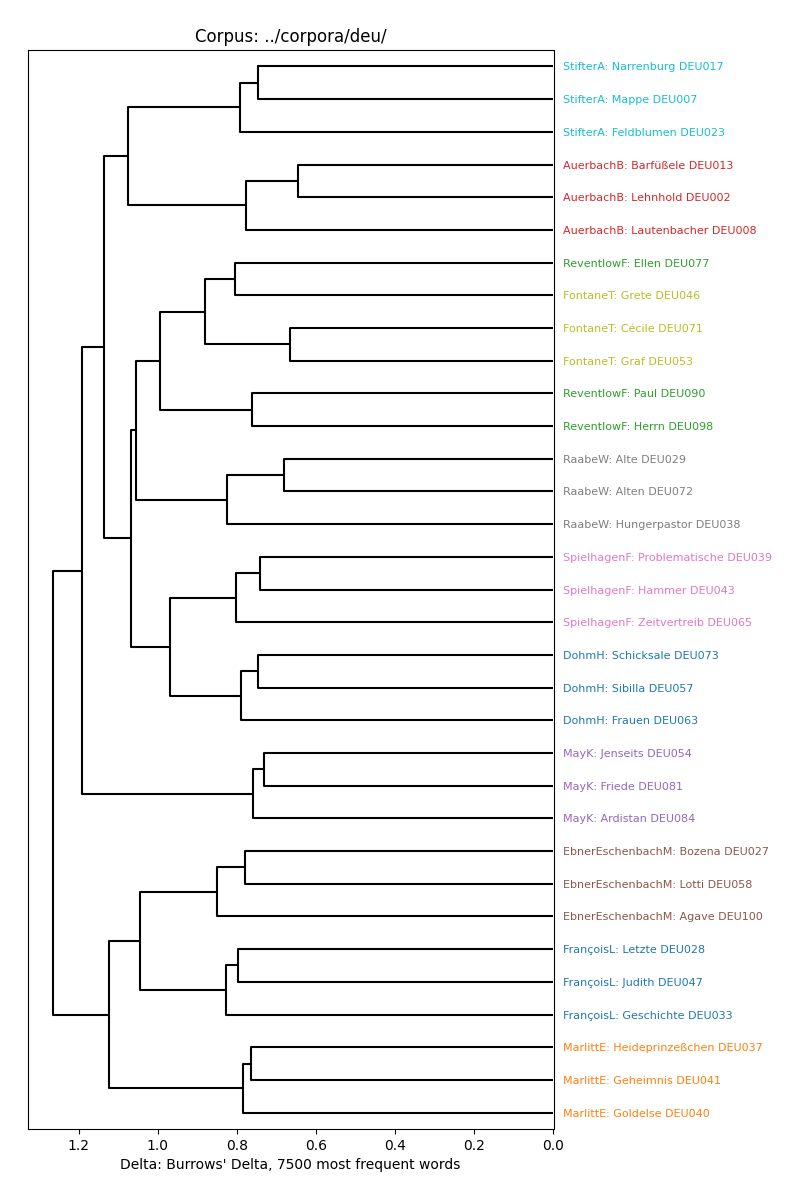 Corpus: ../corpora/deu/
StifterA: Narrenburg DEU017
StifterA: Mappe DEU007
StifterA: Feldblumen DEU023
AuerbachB: Barfüßele DEU013
AuerbachB: Lehnhold DEU002
AuerbachB: Lautenbacher DEU008
ReventlowF: Ellen DEU077
FontaneT: Grete DEU046
FontaneT: Cécile DEU071
FontaneT: Graf DEU053
ReventlowF: Paul DEU090
ReventlowF: Herrn DEU098
RaabeW: Alte DEU029
RaabeW: Alten DEU072
RaabeW: Hungerpastor DEU038
SpielhagenF: Problematische DEU039
SpielhagenF: Hammer DEU043
SpielhagenF: Zeitvertreib DEU065
DohmH: Schicksale DEU073
DohmH: Sibilla DEU057
DohmH: Frauen DEU063
MayK: Jenseits DEU054
MayK: Friede DEU081
MayK: Ardistan DEU084
EbnerEschenbachM: Bozena DEU027
EbnerEschenbachM: Lotti DEU058
EbnerEschenbachM: Agave DEU100
FrançoisL: Letzte DEU028
FrançoisL: Judith DEU047
FrançoisL: Geschichte DEU033
MarlittE: Heideprinzeßchen DEU037
MarlittE: Geheimnis DEU041
MarlittE: Goldelse DEU040
1.2 1.0 0.8 0.6 0.4 0.2 0.0
Delta: Burrows' Delta, 7500 most frequent words